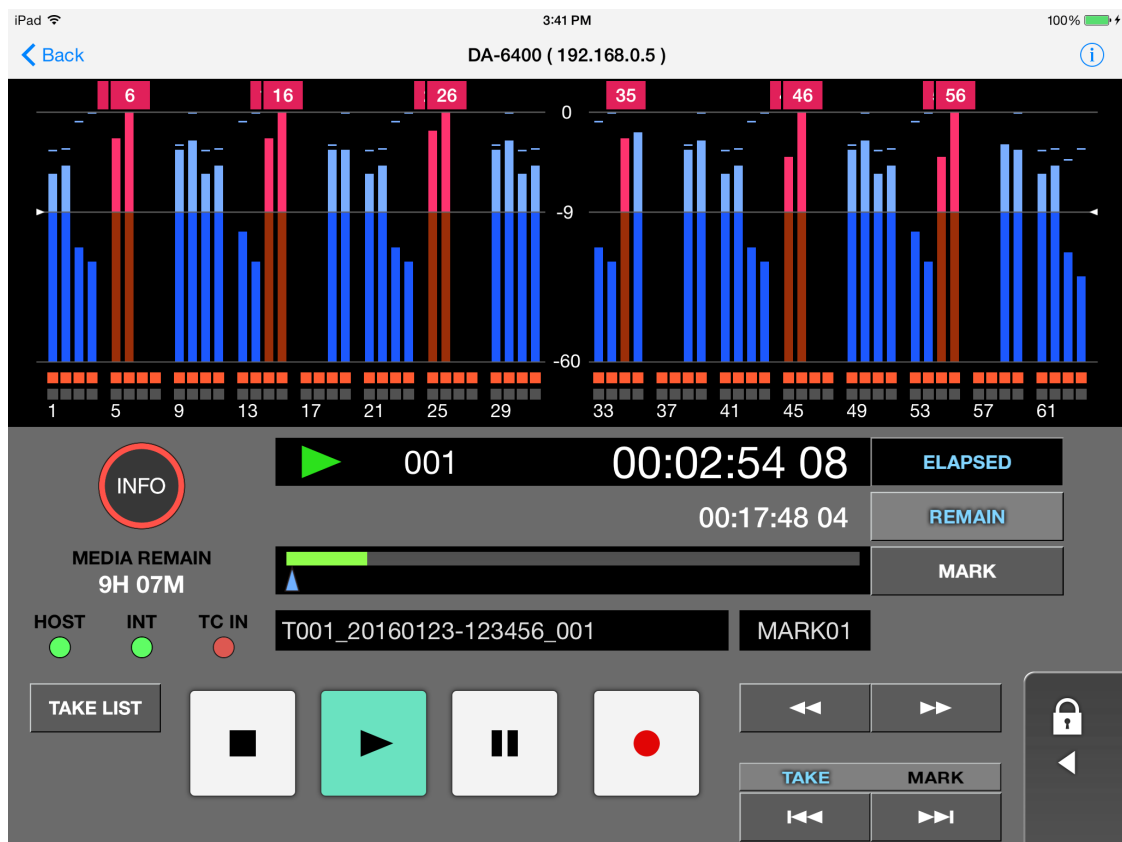 iPad 3:41 PM 100%
Back DA-6400 ( 192.168.0.5 ) i
6 16 26 35 46 56
0
-9
-60
1 5 9 13 17 21 25 29 33 37 41 45 49 53 57 61
INFO
001 00:02:54 08 ELAPSED
00:17:48 04 REMAIN
MEDIA REMAIN
9H 07M
MARK
HOST INT TC IN
T001_20160123-123456_001 MARK01
TAKE LIST
TAKE MARK